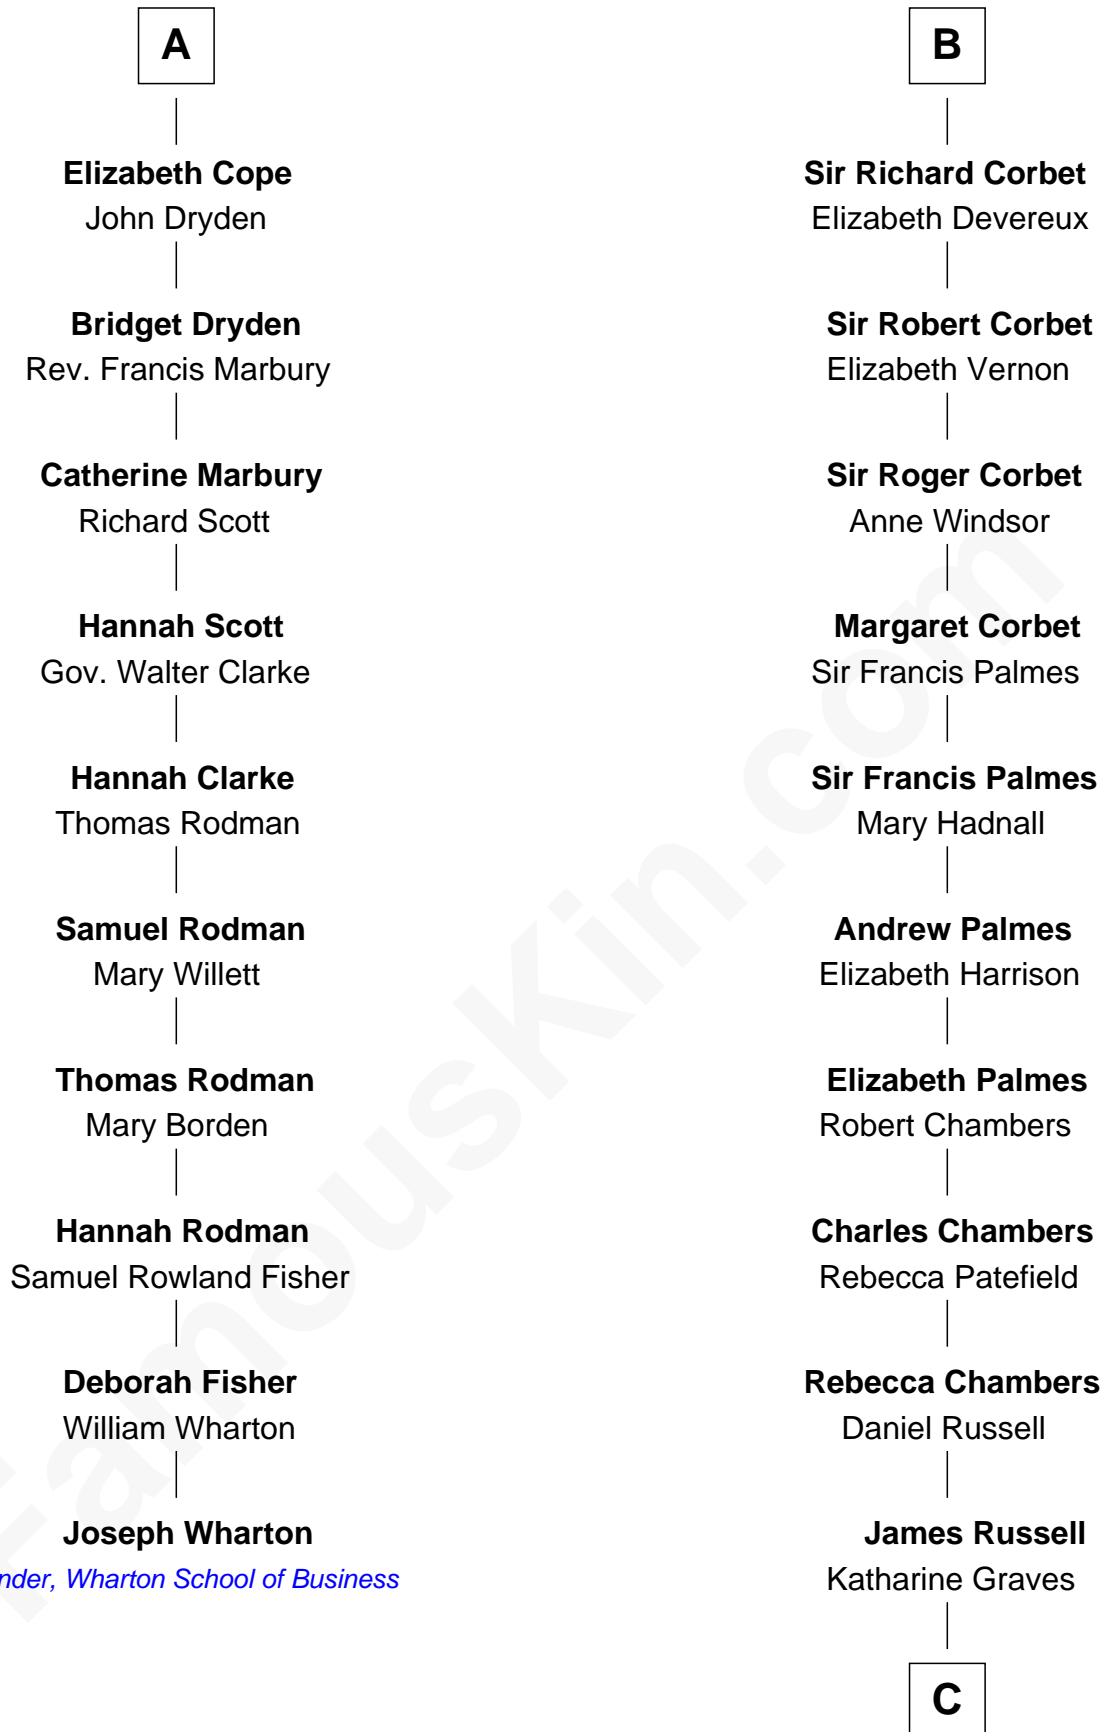 A
Elizabeth Cope
John Dryden
Bridget Dryden
Rev. Francis Marbury
Catherine Marbury
Richard Scott
Hannah Scott
Gov. Walter Clarke
Hannah Clarke
Thomas Rodman
Samuel Rodman
Mary Willett
Thomas Rodman
Mary Borden
Hannah Rodman
Samuel Rowland Fisher
Deborah Fisher
William Wharton
Joseph Wharton
nder, Wharton School of Business
B
Sir Richard Corbet
Elizabeth Devereux
Sir Robert Corbet
Elizabeth Vernon
Sir Roger Corbet
Anne Windsor
Margaret Corbet
Sir Francis Palmes
Sir Francis Palmes
Mary Hadnall
Andrew Palmes
Elizabeth Harrison
Elizabeth Palmes
Robert Chambers
Charles Chambers
Rebecca Patefield
Rebecca Chambers
Daniel Russell
James Russell
Katharine Graves
C
FamousKin.com